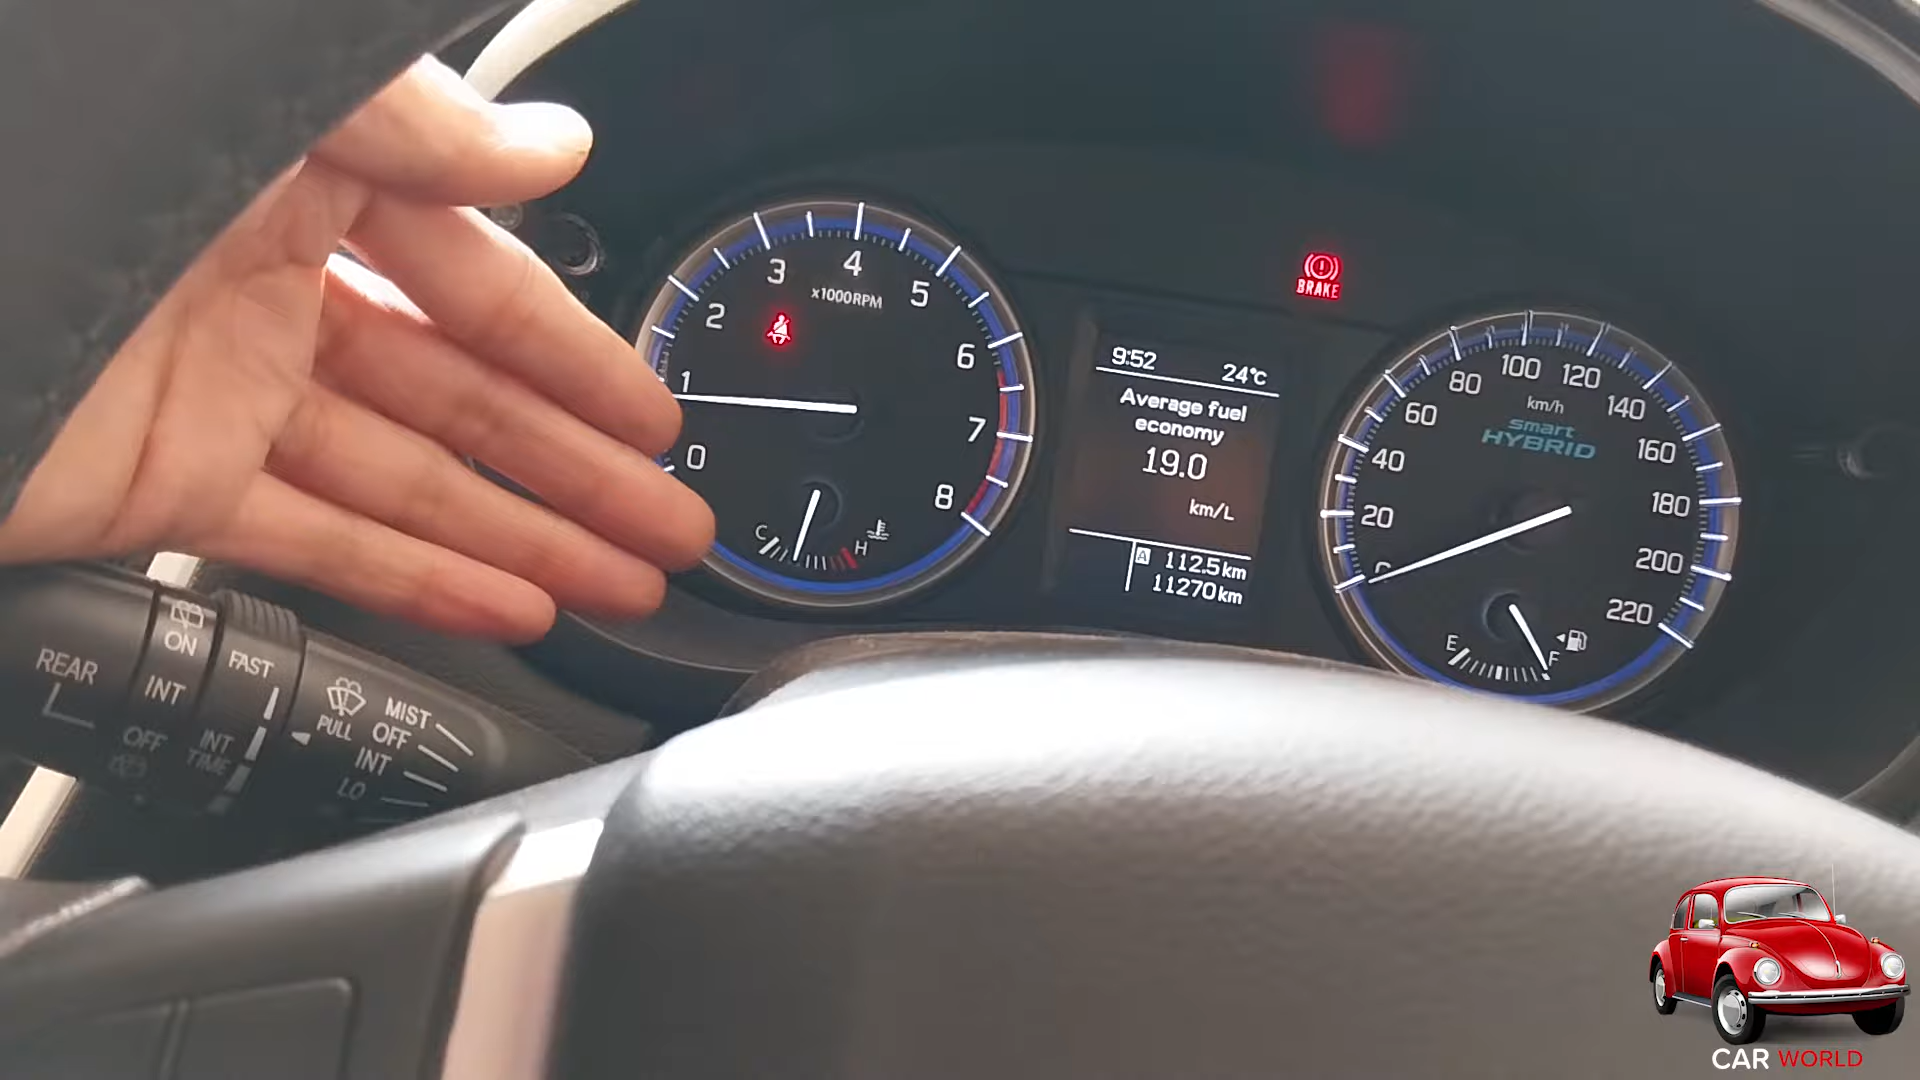 0
1
2
3
4
5
6
7
8
x1000RPM
C
H
BRAKE
9:52
24°C
Average fuel
economy
19.0
km/L
A 112.5km
11270km
0
20
40
60
80
100
120
140
160
180
200
220
km/h
smart
HYBRID
E
F
REAR
ON
INT
OFF
FAST
INT
TIME
PULL
MIST
OFF
INT
LO
CAR WORLD